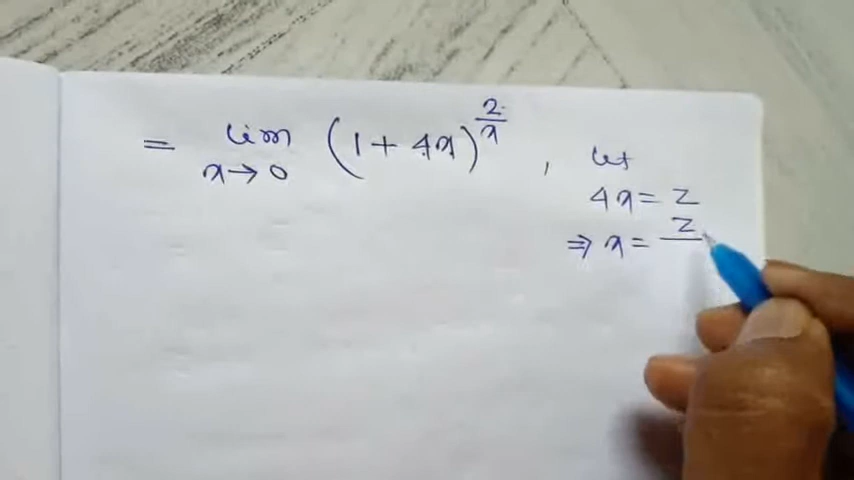 = lim x→0 (1 + 4x)^(2/x) , let
4x = z
⇒ x = z/